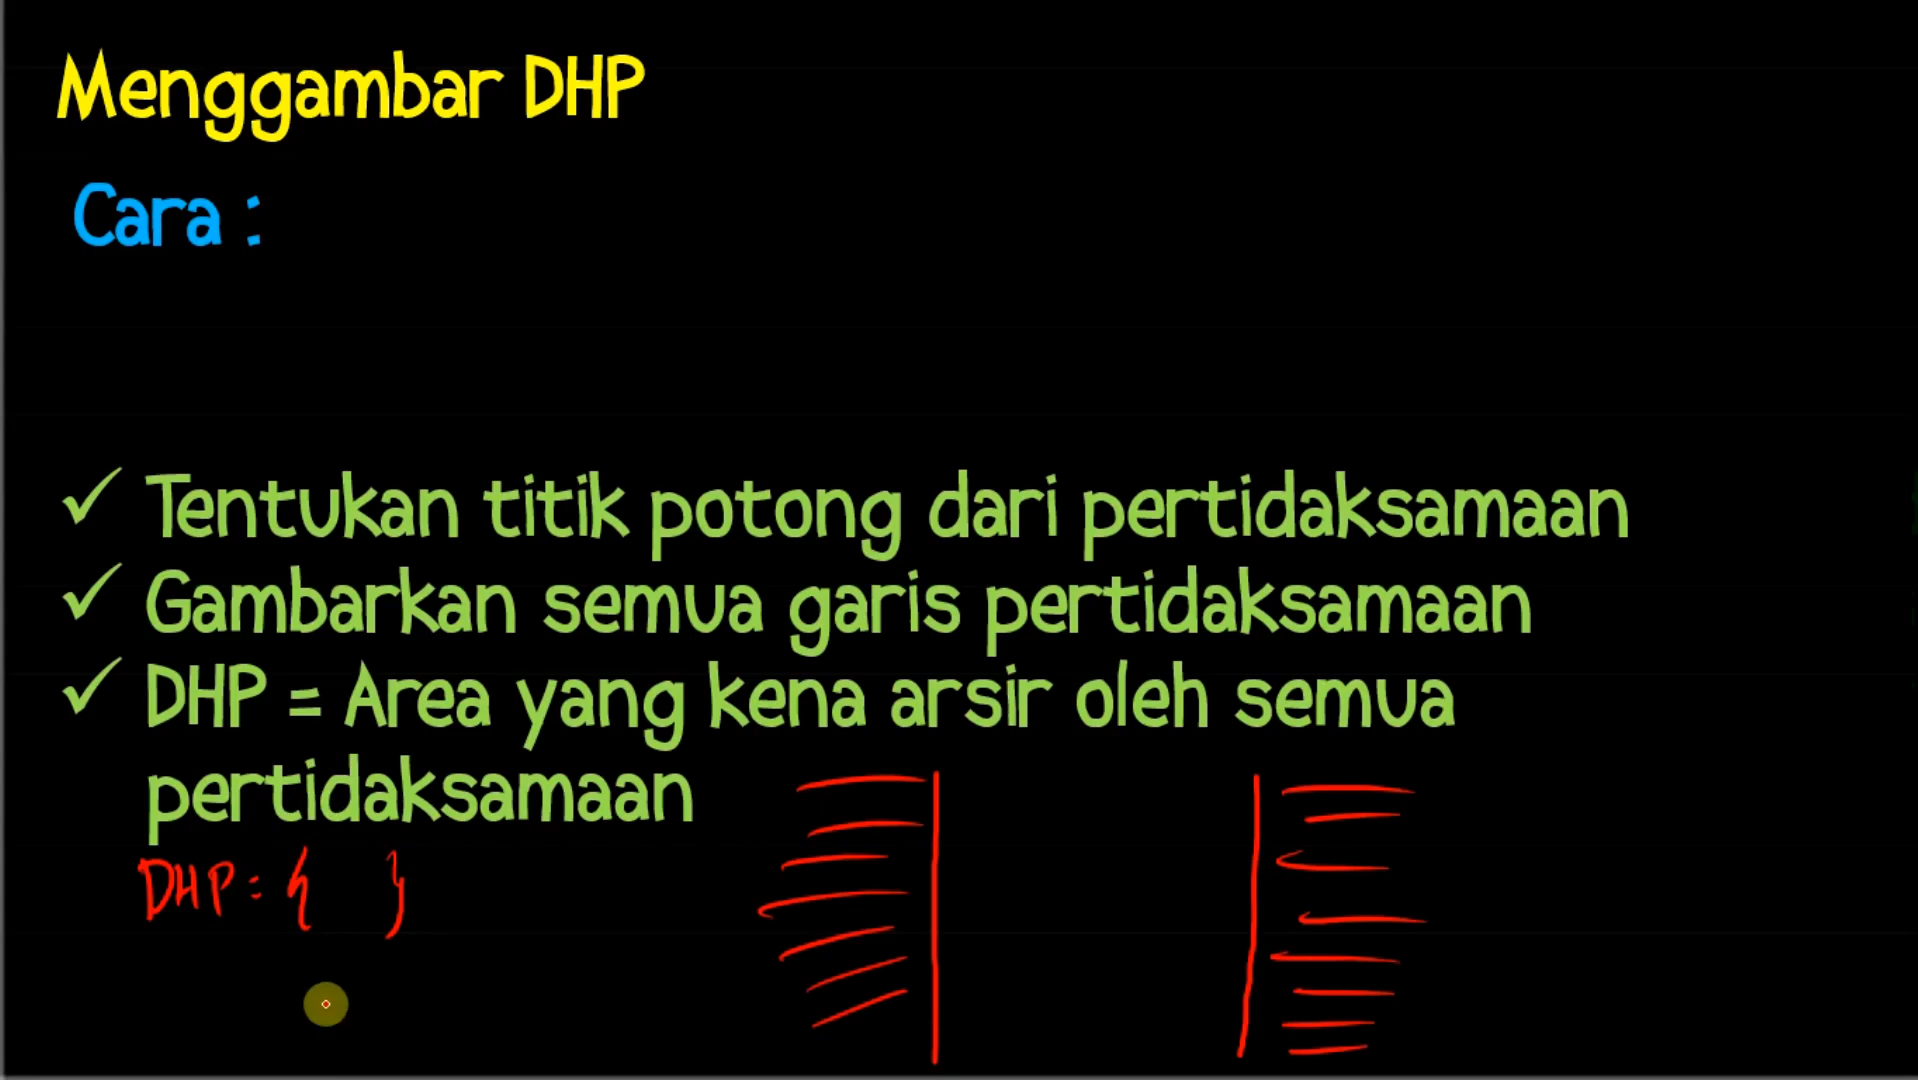 Menggambar DHP
Cara :
✓ Tentukan titik potong dari pertidaksamaan
✓ Gambarkan semua garis pertidaksamaan
✓ DHP = Area yang kena arsir oleh semua
pertidaksamaan
DHP = { }